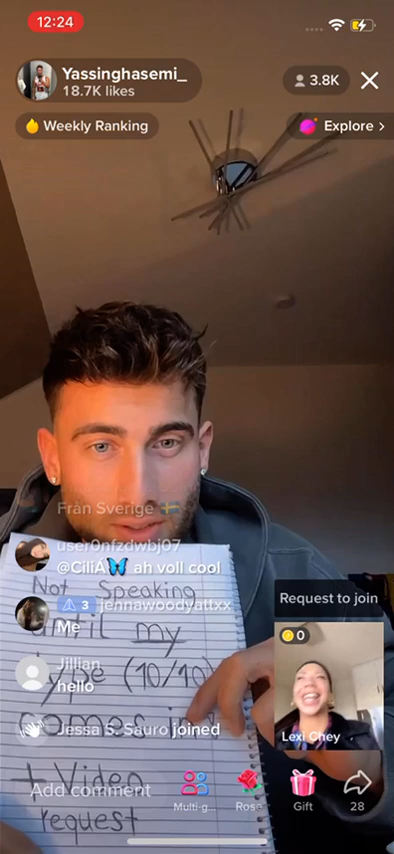 12:24
Yassinghasemi_
18.7K likes
3.8K
Weekly Ranking
Explore >
Från Sverige 🇸🇪
user0nfzdwbj07
@CiliA🦋 ah voll cool
Not Speaking
3 jennawoodyattxx
until my
Me
Request to join
Jillian
type (10/10)
hello
comes in
Jessa S. Sauro joined
0
Lexi Chey
+ Video
Add comment
Multi-g...
Rose
Gift
28
request